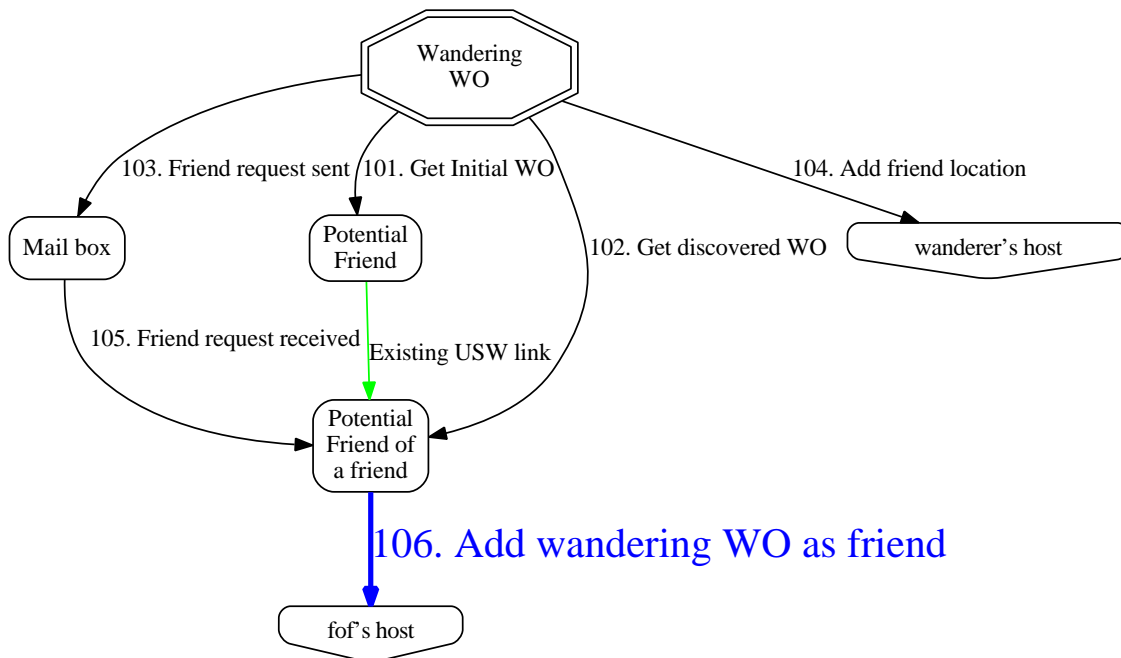 Wandering
WO
103. Friend request sent
101. Get Initial WO
104. Add friend location
Mail box
Potential
Friend
102. Get discovered WO
wanderer's host
105. Friend request received
Existing USW link
Potential
Friend of
a friend
106. Add wandering WO as friend
fof's host